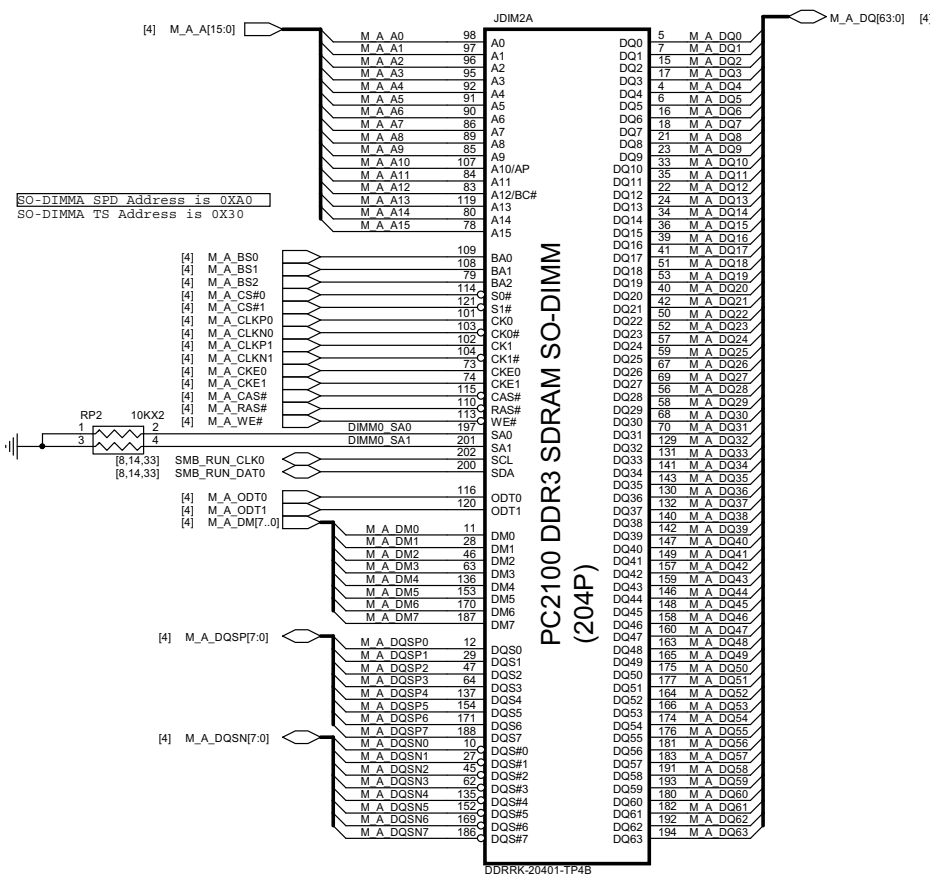 JDIM2A
[4] M_A_A[15:0]
M_A_DQ[63:0] [4]
M_A_A0 98 A0 DQ0 5 M_A_DQ0
M_A_A1 97 A1 DQ1 7 M_A_DQ1
M_A_A2 96 A2 DQ2 15 M_A_DQ2
M_A_A3 95 A3 DQ3 17 M_A_DQ3
M_A_A4 92 A4 DQ4 4 M_A_DQ4
M_A_A5 91 A5 DQ5 6 M_A_DQ5
M_A_A6 90 A6 DQ6 16 M_A_DQ6
M_A_A7 86 A7 DQ7 18 M_A_DQ7
M_A_A8 89 A8 DQ8 21 M_A_DQ8
M_A_A9 85 A9 DQ9 23 M_A_DQ9
M_A_A10 107 A10/AP DQ10 33 M_A_DQ10
M_A_A11 84 A11 DQ11 35 M_A_DQ11
M_A_A12 83 A12/BC# DQ12 22 M_A_DQ12
M_A_A13 119 A13 DQ13 24 M_A_DQ13
M_A_A14 80 A14 DQ14 34 M_A_DQ14
M_A_A15 78 A15 DQ15 36 M_A_DQ15
SO-DIMMA SPD Address is 0XA0
SO-DIMMA TS Address is 0X30
DQ16 39 M_A_DQ16
[4] M_A_BS0 109 BA0 DQ17 41 M_A_DQ17
[4] M_A_BS1 108 BA1 DQ18 51 M_A_DQ18
[4] M_A_BS2 79 BA2 DQ19 53 M_A_DQ19
[4] M_A_CS#0 114 S0# DQ20 40 M_A_DQ20
[4] M_A_CS#1 121 S1# DQ21 42 M_A_DQ21
[4] M_A_CLKP0 101 CK0 DQ22 50 M_A_DQ22
[4] M_A_CLKN0 103 CK0# DQ23 52 M_A_DQ23
[4] M_A_CLKP1 102 CK1 DQ24 57 M_A_DQ24
[4] M_A_CLKN1 104 CK1# DQ25 59 M_A_DQ25
[4] M_A_CKE0 73 CKE0 DQ26 67 M_A_DQ26
[4] M_A_CKE1 74 CKE1 DQ27 69 M_A_DQ27
[4] M_A_CAS# 115 CAS# DQ28 56 M_A_DQ28
[4] M_A_RAS# 110 RAS# DQ29 58 M_A_DQ29
[4] M_A_WE# 113 WE# DQ30 68 M_A_DQ30
RP2 10KX2
1 2 DIMM0_SA0 197 SA0 DQ31 70 M_A_DQ31
3 4 DIMM0_SA1 201 SA1 DQ32 129 M_A_DQ32
[8,14,33] SMB_RUN_CLK0 202 SCL DQ33 131 M_A_DQ33
[8,14,33] SMB_RUN_DAT0 200 SDA DQ34 141 M_A_DQ34
DQ35 143 M_A_DQ35
[4] M_A_ODT0 116 ODT0 DQ36 130 M_A_DQ36
[4] M_A_ODT1 120 ODT1 DQ37 132 M_A_DQ37
[4] M_A_DM[7..0]
DQ38 140 M_A_DQ38
M_A_DM0 11 DM0 DQ39 142 M_A_DQ39
M_A_DM1 28 DM1 DQ40 147 M_A_DQ40
M_A_DM2 46 DM2 DQ41 149 M_A_DQ41
M_A_DM3 63 DM3 DQ42 157 M_A_DQ42
M_A_DM4 136 DM4 DQ43 159 M_A_DQ43
M_A_DM5 153 DM5 DQ44 146 M_A_DQ44
M_A_DM6 170 DM6 DQ45 148 M_A_DQ45
M_A_DM7 187 DM7 DQ46 158 M_A_DQ46
[4] M_A_DQSP[7:0]
DQ47 160 M_A_DQ47
M_A_DQSP0 12 DQS0 DQ48 163 M_A_DQ48
M_A_DQSP1 29 DQS1 DQ49 165 M_A_DQ49
M_A_DQSP2 47 DQS2 DQ50 175 M_A_DQ50
M_A_DQSP3 64 DQS3 DQ51 177 M_A_DQ51
M_A_DQSP4 137 DQS4 DQ52 164 M_A_DQ52
M_A_DQSP5 154 DQS5 DQ53 166 M_A_DQ53
M_A_DQSP6 171 DQS6 DQ54 174 M_A_DQ54
M_A_DQSP7 188 DQS7 DQ55 176 M_A_DQ55
[4] M_A_DQSN[7:0]
M_A_DQSN0 10 DQS#0 DQ56 181 M_A_DQ56
M_A_DQSN1 27 DQS#1 DQ57 183 M_A_DQ57
M_A_DQSN2 45 DQS#2 DQ58 191 M_A_DQ58
M_A_DQSN3 62 DQS#3 DQ59 193 M_A_DQ59
M_A_DQSN4 135 DQS#4 DQ60 180 M_A_DQ60
M_A_DQSN5 152 DQS#5 DQ61 182 M_A_DQ61
M_A_DQSN6 169 DQS#6 DQ62 192 M_A_DQ62
M_A_DQSN7 186 DQS#7 DQ63 194 M_A_DQ63
PC2100 DDR3 SDRAM SO-DIMM
(204P)
DDRRK-20401-TP4B